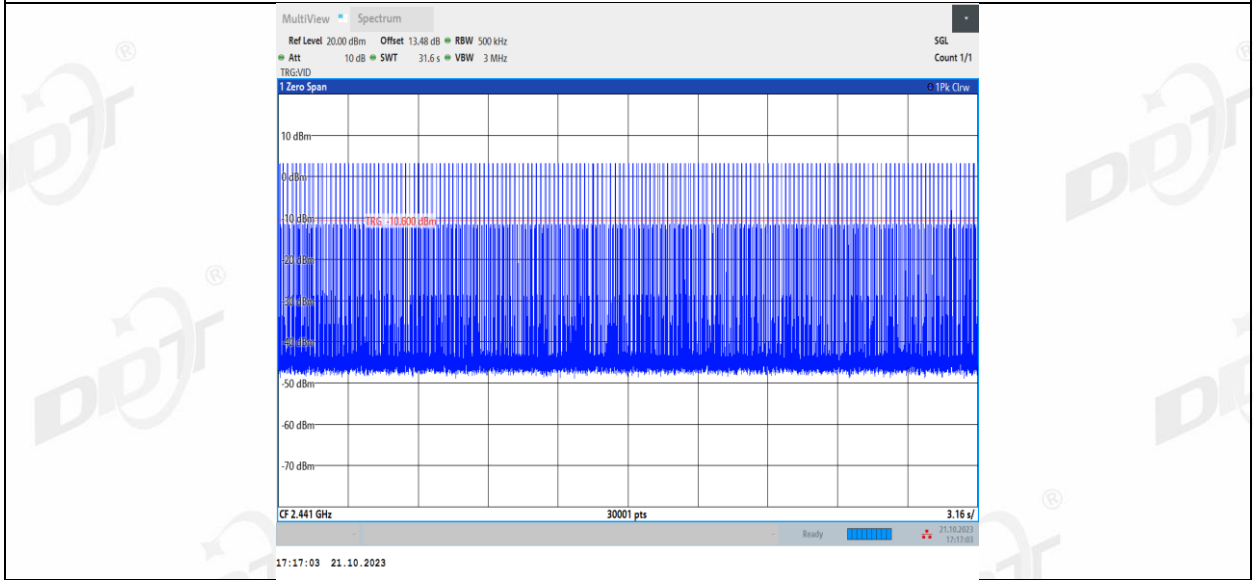 MultiView Spectrum
Ref Level 20.00 dBm Offset 13.48 dB RBW 500 kHz SGL
Att 10 dB SWT 31.6 s VBW 3 MHz Count 1/1
TRG:VID
1 Zero Span 1Pk Clrw
10 dBm
0 dBm
-10 dBm TRG -10.600 dBm
-20 dBm
-30 dBm
-40 dBm
-50 dBm
-60 dBm
-70 dBm
CF 2.441 GHz 30001 pts 3.16 s/
Ready 21.10.2023
17:17:03
17:17:03 21.10.2023
DDT ®
DDT ®
DDT ®
DDT